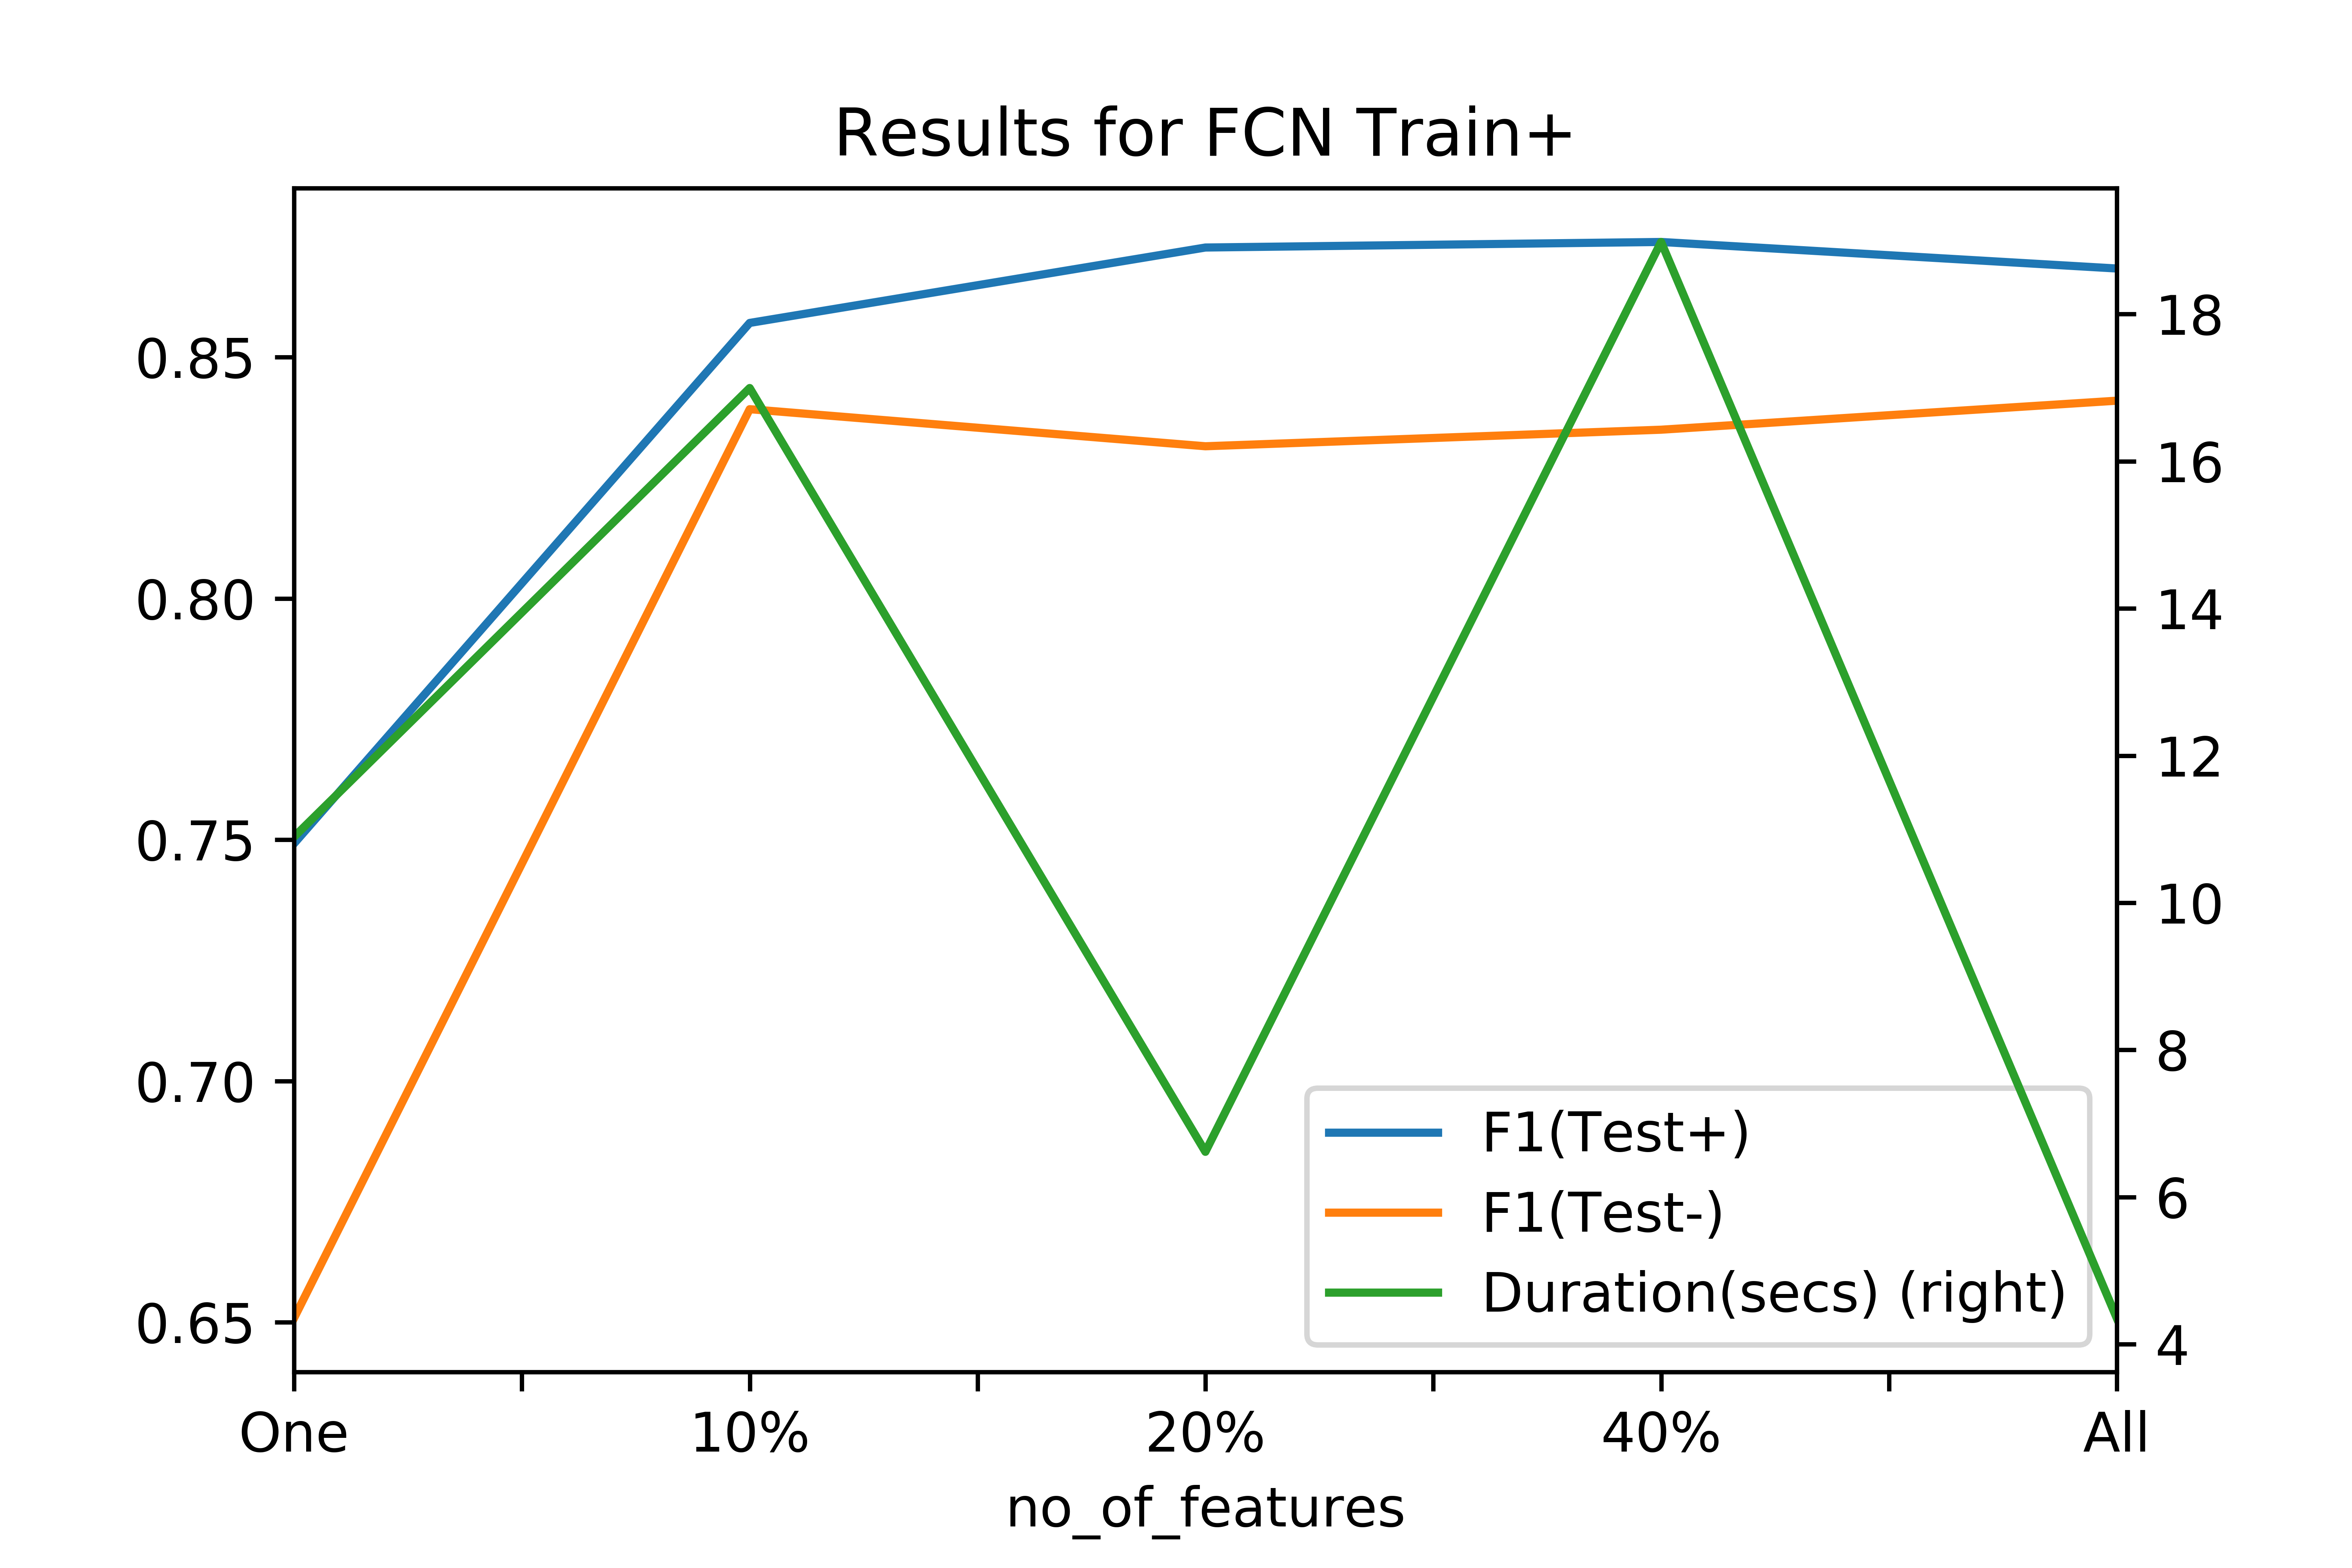 Results for FCN Train+
0.85
0.80
0.75
0.70
0.65
18
16
14
12
10
8
6
4
F1(Test+)
F1(Test-)
Duration(secs) (right)
One 10% 20% 40% All
no_of_features